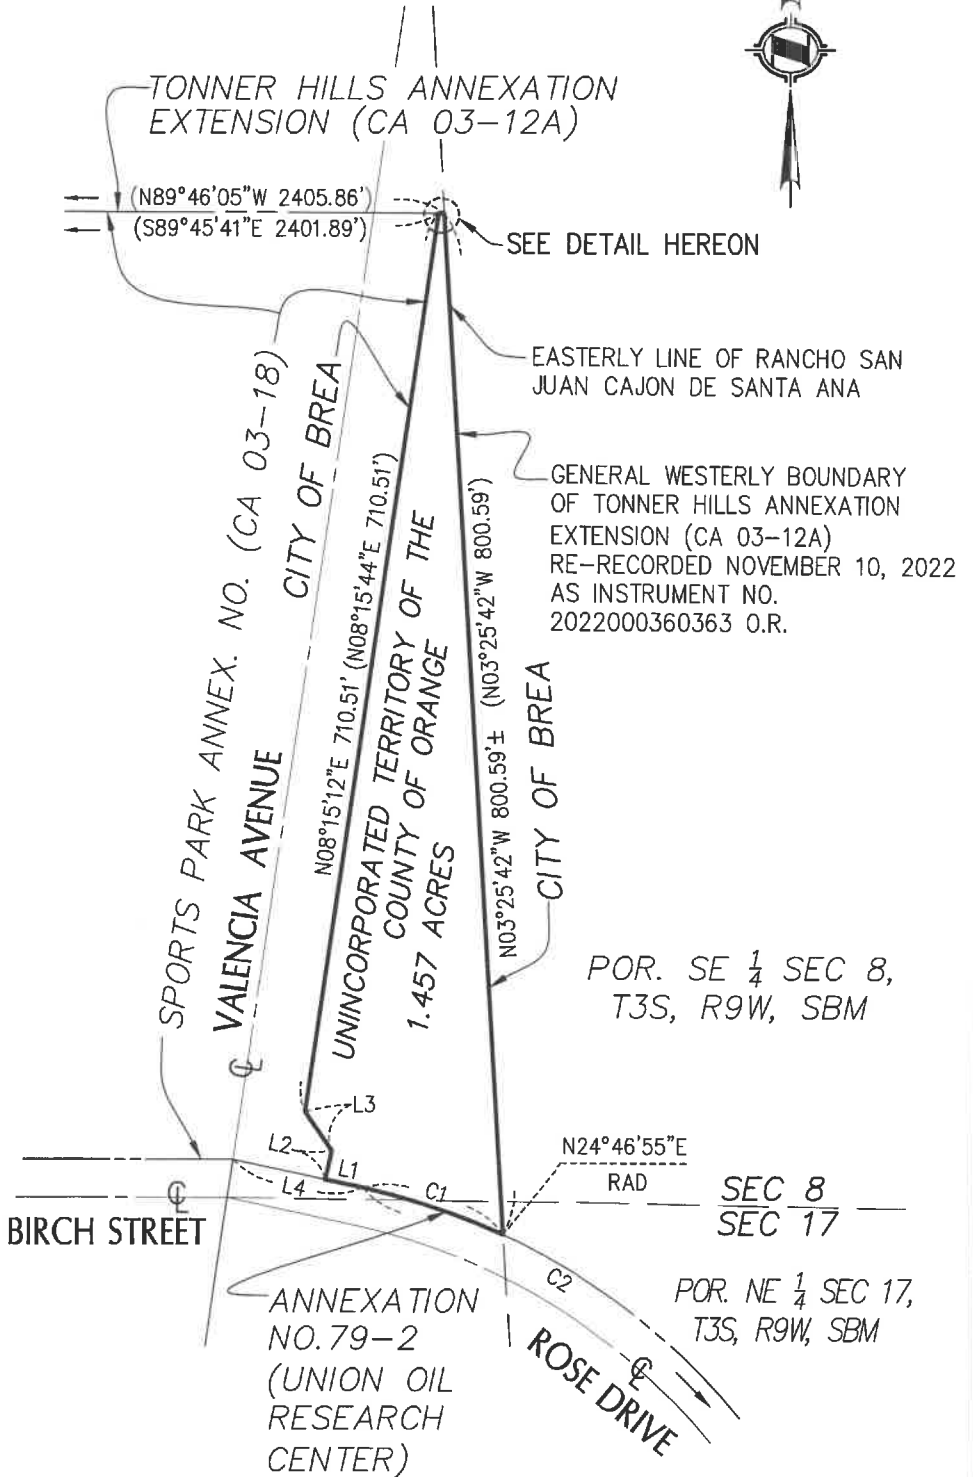 TONNER HILLS ANNEXATION
EXTENSION (CA 03-12A)
(N89°46'05"W 2405.86')
(S89°45'41"E 2401.89')
SEE DETAIL HEREON
EASTERLY LINE OF RANCHO SAN
JUAN CAJON DE SANTA ANA
GENERAL WESTERLY BOUNDARY
OF TONNER HILLS ANNEXATION
EXTENSION (CA 03-12A)
RE-RECORDED NOVEMBER 10, 2022
AS INSTRUMENT NO.
2022000360363 O.R.
SPORTS PARK ANNEX. NO. (CA 03-18)
CITY OF BREA
VALENCIA AVENUE
N08°15'12"E 710.51' (N08°15'44"E 710.51')
UNINCORPORATED TERRITORY OF THE
COUNTY OF ORANGE
1.457 ACRES
N03°25'42"W 800.59'± (N03°25'42"W 800.59')
CITY OF BREA
POR. SE 1/4 SEC 8,
T3S, R9W, SBM
CL
L3
L2
L1
L4
C1
N24°46'55"E
RAD
SEC 8
SEC 17
CL
BIRCH STREET
C2
POR. NE 1/4 SEC 17,
T3S, R9W, SBM
ANNEXATION
NO.79-2
(UNION OIL
RESEARCH
CENTER)
CL
ROSE DRIVE